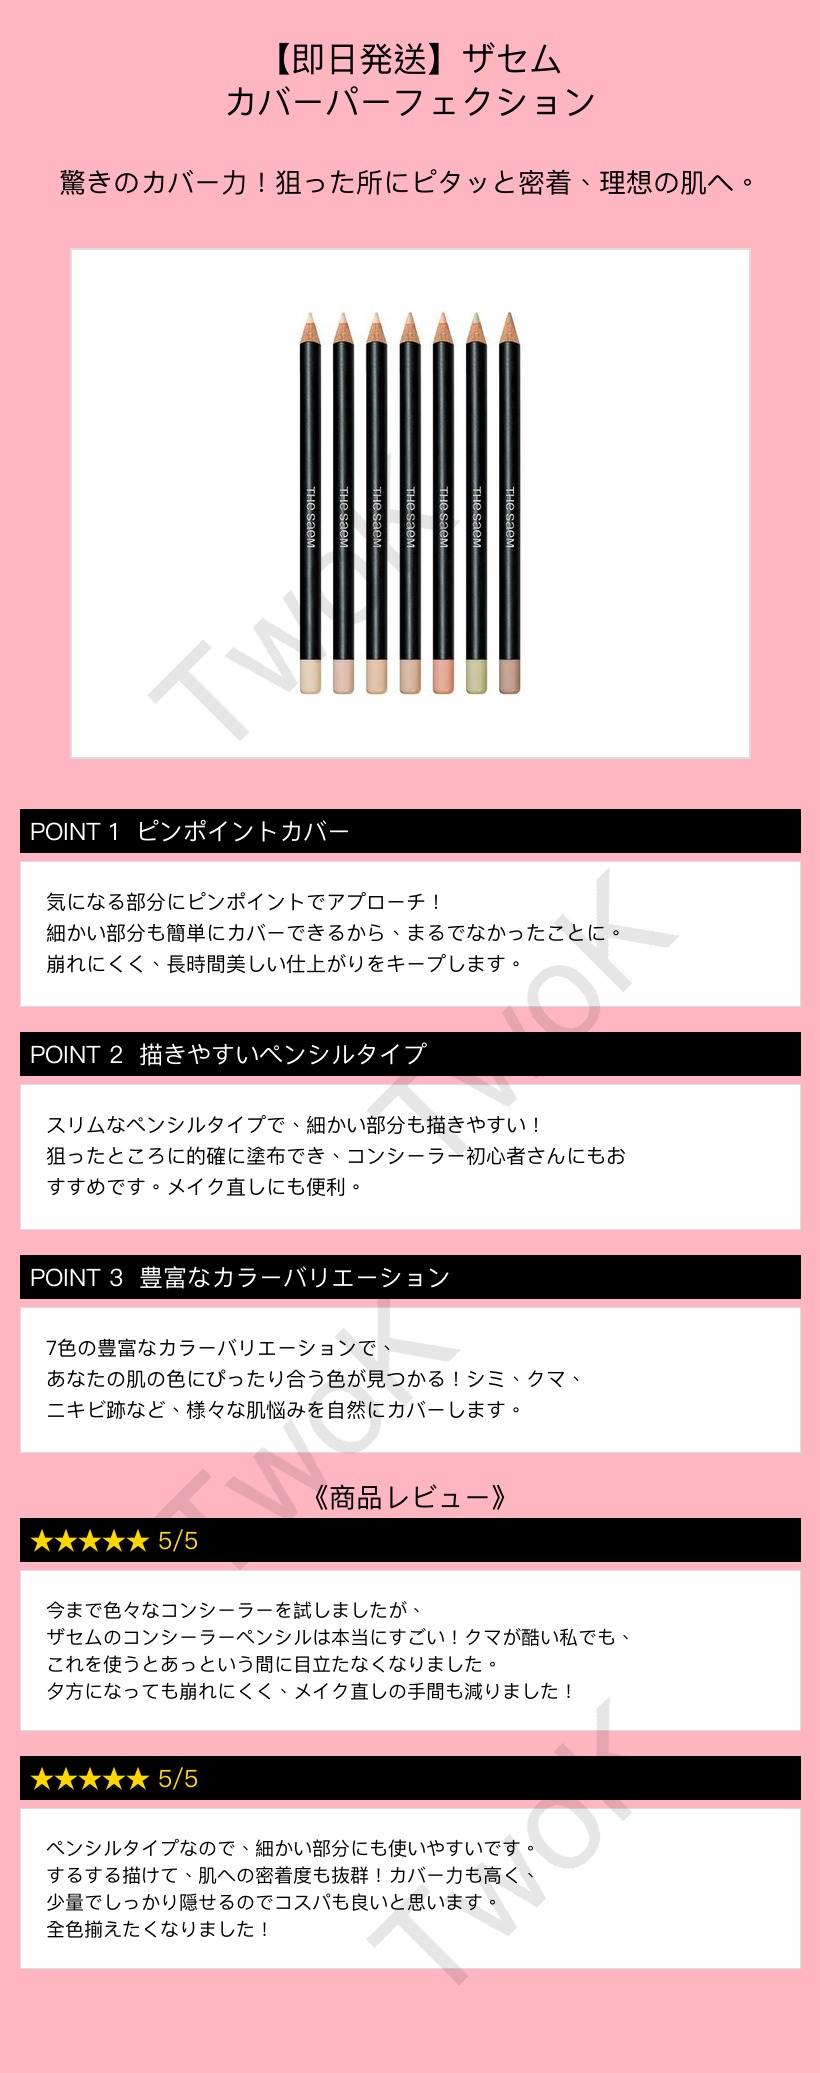 【即日発送】ザセム
カバーパーフェクション
驚きのカバー力！狙った所にピタッと密着、理想の肌へ。
THE SAEM
THE SAEM
THE SAEM
THE SAEM
THE SAEM
THE SAEM
THE SAEM
TwoK
POINT 1 ピンポイントカバー
気になる部分にピンポイントでアプローチ！
細かい部分も簡単にカバーできるから、まるでなかったことに。
崩れにくく、長時間美しい仕上がりをキープします。
TwoK
POINT 2 描きやすいペンシルタイプ
スリムなペンシルタイプで、細かい部分も描きやすい！
狙ったところに的確に塗布でき、コンシーラー初心者さんにもお
すすめです。メイク直しにも便利。
POINT 3 豊富なカラーバリエーション
7色の豊富なカラーバリエーションで、
あなたの肌の色にぴったり合う色が見つかる！シミ、クマ、
ニキビ跡など、様々な肌悩みを自然にカバーします。
TwoK
《商品レビュー》
★★★★★ 5/5
今まで色々なコンシーラーを試しましたが、
ザセムのコンシーラーペンシルは本当にすごい！クマが酷い私でも、
これを使うとあっという間に目立たなくなりました。
夕方になっても崩れにくく、メイク直しの手間も減りました！
★★★★★ 5/5
ペンシルタイプなので、細かい部分にも使いやすいです。
するする描けて、肌への密着度も抜群！カバー力も高く、
少量でしっかり隠せるのでコスパも良いと思います。
全色揃えたくなりました！
TwoK